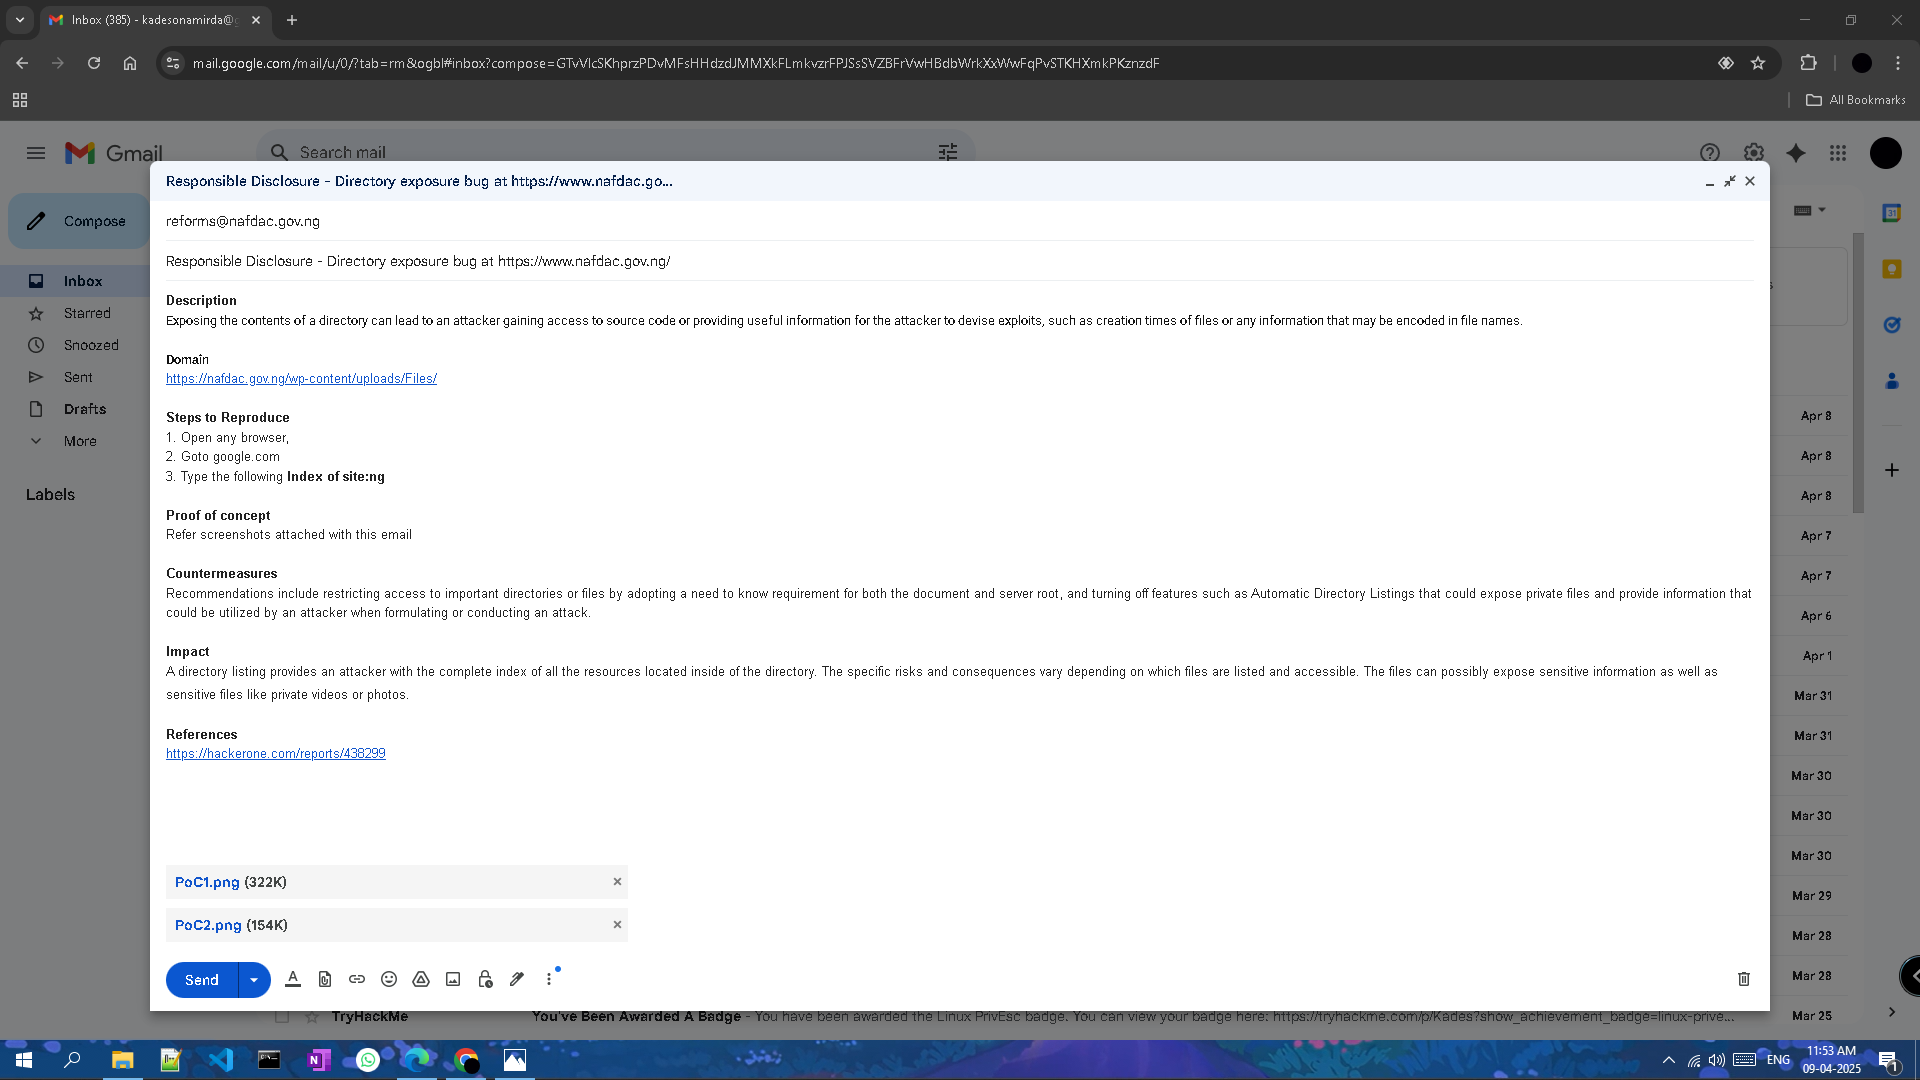 Inbox (385) - kadesonamirda@
mail.google.com/mail/u/0/?tab=rm&ogbl#inbox?compose=GTvVlcSKhprzPDvMFsHHdzdJMMXkFLmkvzrFPJSsSVZBFrVwHBdbWrkXxWwFqPvSTKHXmkPKznzdF
All Bookmarks
Gmail
Search mail
Compose
Inbox
Starred
Snoozed
Sent
Drafts
More
Labels
Responsible Disclosure - Directory exposure bug at https://www.nafdac.go...
reforms@nafdac.gov.ng
Responsible Disclosure - Directory exposure bug at https://www.nafdac.gov.ng/
Description
Exposing the contents of a directory can lead to an attacker gaining access to source code or providing useful information for the attacker to devise exploits, such as creation times of files or any information that may be encoded in file names.
Domain
https://nafdac.gov.ng/wp-content/uploads/Files/
Steps to Reproduce
1. Open any browser,
2. Goto google.com
3. Type the following Index of site:ng
Proof of concept
Refer screenshots attached with this email
Countermeasures
Recommendations include restricting access to important directories or files by adopting a need to know requirement for both the document and server root, and turning off features such as Automatic Directory Listings that could expose private files and provide information that
could be utilized by an attacker when formulating or conducting an attack.
Impact
A directory listing provides an attacker with the complete index of all the resources located inside of the directory. The specific risks and consequences vary depending on which files are listed and accessible. The files can possibly expose sensitive information as well as
sensitive files like private videos or photos.
References
https://hackerone.com/reports/438299
PoC1.png (322K)
PoC2.png (154K)
Send
Apr 8
Apr 8
Apr 8
Apr 7
Apr 7
Apr 6
Apr 1
Mar 31
Mar 31
Mar 30
Mar 30
Mar 30
Mar 29
Mar 28
Mar 28
TryHackMe You've Been Awarded A Badge - You have been awarded the Linux PrivEsc badge. You can view your badge here: https://tryhackme.com/p/Kades?show_achievement_badge=linux-prive... Mar 25
ENG
11:53 AM
09-04-2025
1